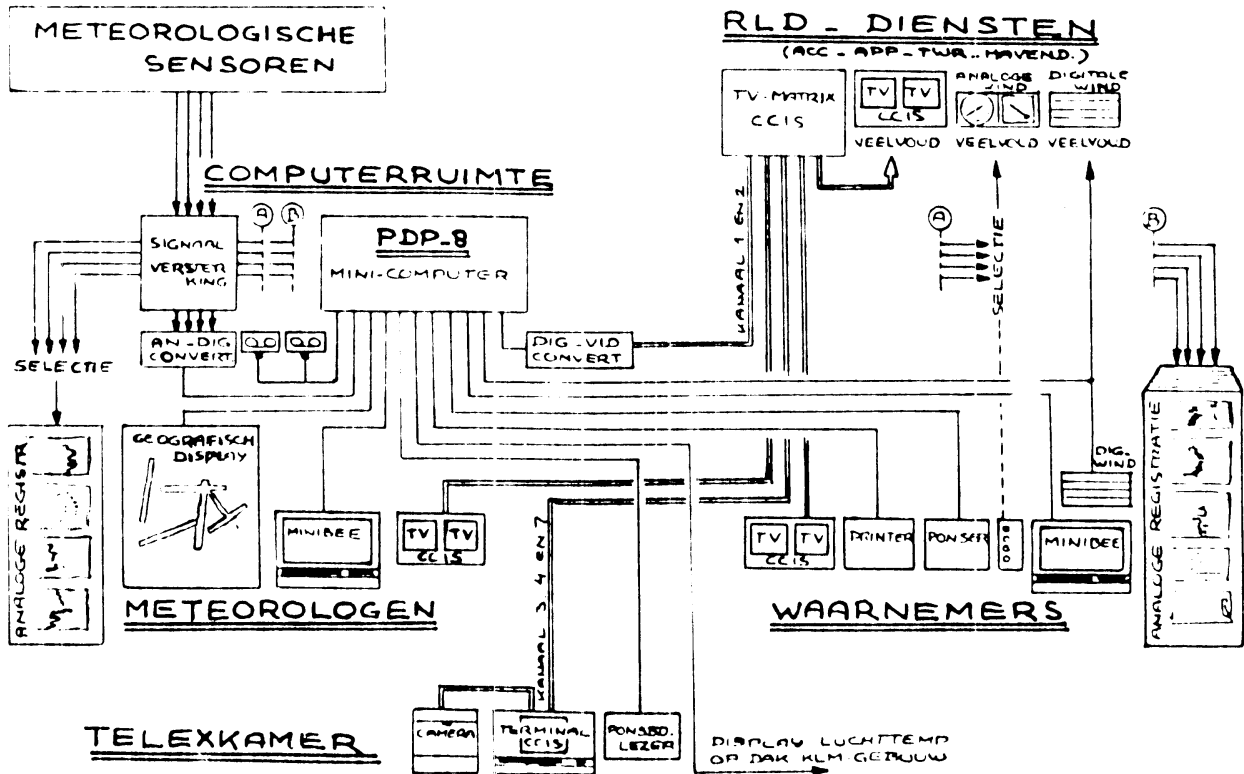 METEOROLOGISCHE
SENSOREN
RLD - DIENSTEN
(ACC - APP - TWR - HAVEND.)
TV-MATRIX
CCIS
TV TV
CCIS
VEELVOUD
ANALOGE
WIND
VEELVOLD
DIGITALE
WIND
VEELVOUD
COMPUTERRUIMTE
A
B
SIGNAAL
VERSTER
KING
PDP-8
MINI-COMPUTER
KANAAL 1 EN 2
A
SELECTIE
B
AN-DIG
CONVERT
DIG-VID
CONVERT
SELECTIE
ANALOGE REGISTR
GEOGRAFISCH
DISPLAY
MINIBEE
TV TV
CCIS
METEOROLOGEN
KANAAL 3 4 EN 7
TV TV
CCIS
PRINTER
PONSER
DIG.
WIND
MINIBEE
WAARNEMERS
ANALOGE REGISTRATIE
TELEXKAMER
CAMERA
TERMINAL
CCIS
PONSBD.
LEZER
DISPLAY LUCHTTEMP
OP DAK KLM-GEBOUW